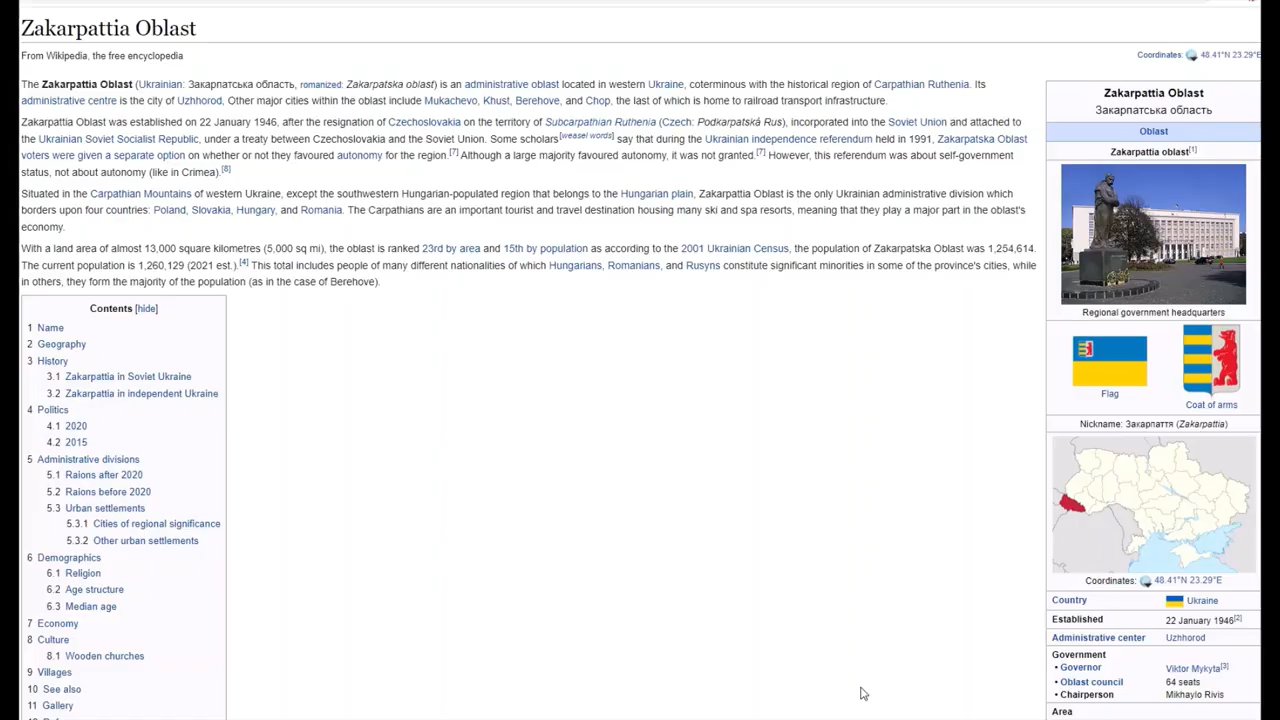 Zakarpattia Oblast
From Wikipedia, the free encyclopedia
Coordinates: 48.41°N 23.29°E
The Zakarpattia Oblast (Ukrainian: Закарпатська область, romanized: Zakarpatska oblast) is an administrative oblast located in western Ukraine, coterminous with the historical region of Carpathian Ruthenia. Its
administrative centre is the city of Uzhhorod, Other major cities within the oblast include Mukachevo, Khust, Berehove, and Chop, the last of which is home to railroad transport infrastructure.
Zakarpattia Oblast was established on 22 January 1946, after the resignation of Czechoslovakia on the territory of Subcarpathian Ruthenia (Czech: Podkarpatská Rus), incorporated into the Soviet Union and attached to
the Ukrainian Soviet Socialist Republic, under a treaty between Czechoslovakia and the Soviet Union. Some scholars[weasel words] say that during the Ukrainian independence referendum held in 1991, Zakarpatska Oblast
voters were given a separate option on whether or not they favoured autonomy for the region.[7] Although a large majority favoured autonomy, it was not granted.[7] However, this referendum was about self-government
status, not about autonomy (like in Crimea).[8]
Situated in the Carpathian Mountains of western Ukraine, except the southwestern Hungarian-populated region that belongs to the Hungarian plain, Zakarpattia Oblast is the only Ukrainian administrative division which
borders upon four countries: Poland, Slovakia, Hungary, and Romania. The Carpathians are an important tourist and travel destination housing many ski and spa resorts, meaning that they play a major part in the oblast's
economy.
With a land area of almost 13,000 square kilometres (5,000 sq mi), the oblast is ranked 23rd by area and 15th by population as according to the 2001 Ukrainian Census, the population of Zakarpatska Oblast was 1,254,614.
The current population is 1,260,129 (2021 est.).[4] This total includes people of many different nationalities of which Hungarians, Romanians, and Rusyns constitute significant minorities in some of the province's cities, while
in others, they form the majority of the population (as in the case of Berehove).
Contents [hide]
1 Name
2 Geography
3 History
3.1 Zakarpattia in Soviet Ukraine
3.2 Zakarpattia in independent Ukraine
4 Politics
4.1 2020
4.2 2015
5 Administrative divisions
5.1 Raions after 2020
5.2 Raions before 2020
5.3 Urban settlements
5.3.1 Cities of regional significance
5.3.2 Other urban settlements
6 Demographics
6.1 Religion
6.2 Age structure
6.3 Median age
7 Economy
8 Culture
8.1 Wooden churches
9 Villages
10 See also
11 Gallery
Zakarpattia Oblast
Закарпатська область
Oblast
Zakarpattia oblast[1]
Regional government headquarters
Flag
Coat of arms
Nickname: Закарпаття (Zakarpattia)
Coordinates: 48.41°N 23.29°E
Country Ukraine
Established 22 January 1946[2]
Administrative center Uzhhorod
Government
• Governor Viktor Mykyta[3]
• Oblast council 64 seats
• Chairperson Mikhaylo Rivis
Area